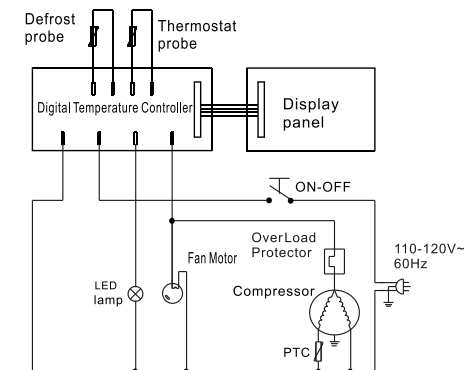 Defrost
probe
Thermostat
probe
Digital Temperature Controller
Display
panel
ON-OFF
OverLoad
Protector
110-120V~
60Hz
Fan Motor
LED
lamp
Compressor
PTC